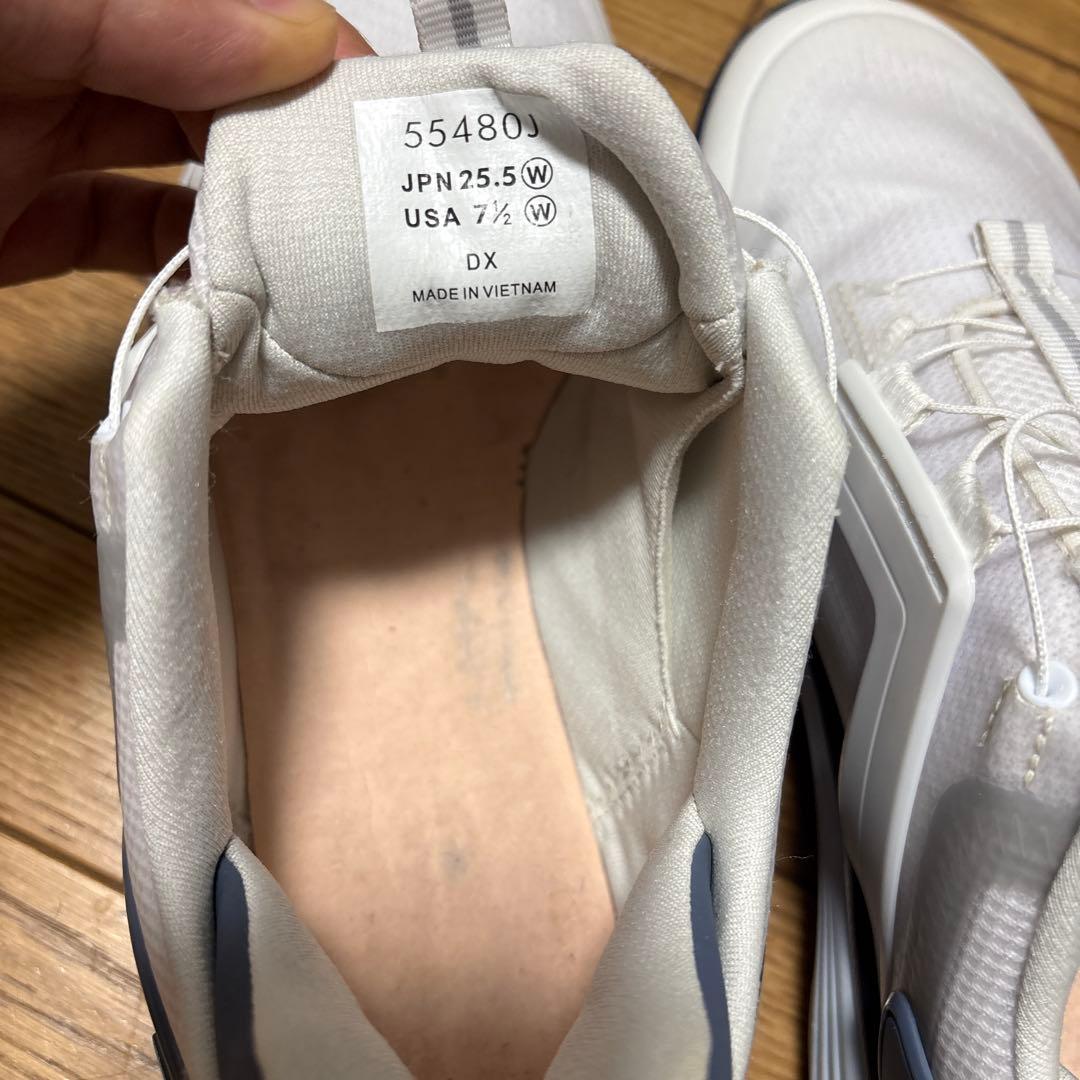 55480J
JPN 25.5 Ⓦ
USA 7½ Ⓦ
DX
MADE IN VIETNAM